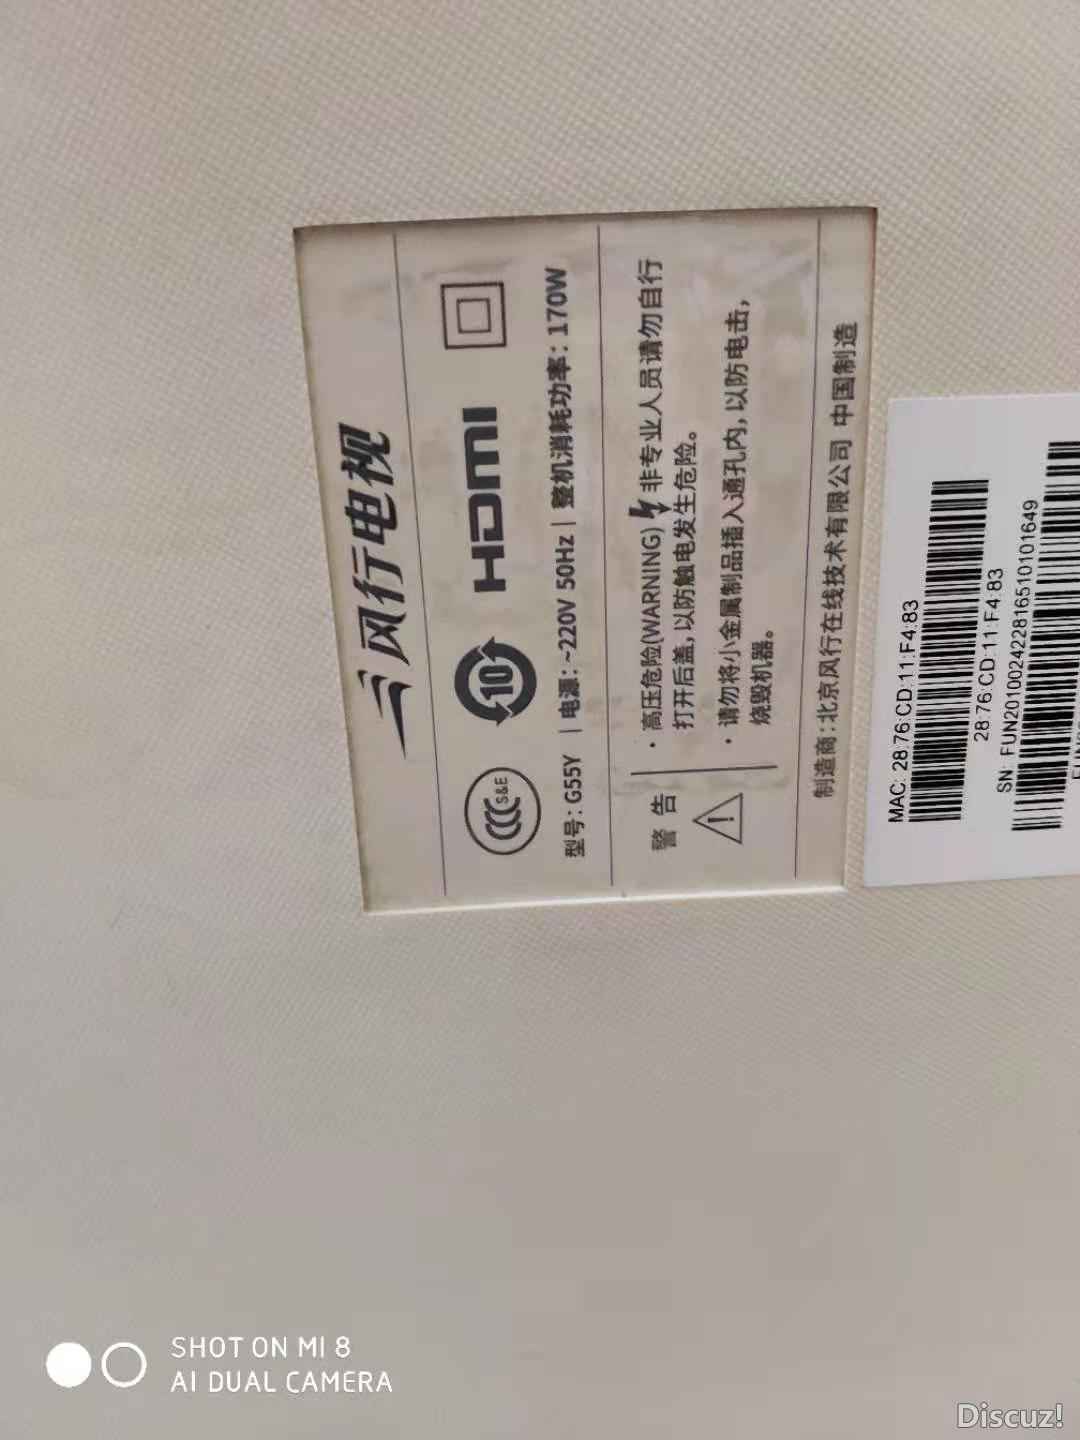 风行电视
S&E
10
HDMI
型号: G55Y | 电源: ~220V 50Hz | 整机消耗功率: 170W
警告
· 高压危险(WARNING) 非专业人员请勿自行
打开后盖,以防触电发生危险。
· 请勿将小金属制品插入通孔内,以防电击,
烧毁机器。
制造商:北京风行在线技术有限公司 中国制造
MAC: 28:76:CD:11:F4:83
28:76:CD:11:F4:83
SN: FUN20100242281651010​1649
SHOT ON MI 8
AI DUAL CAMERA
Discuz!